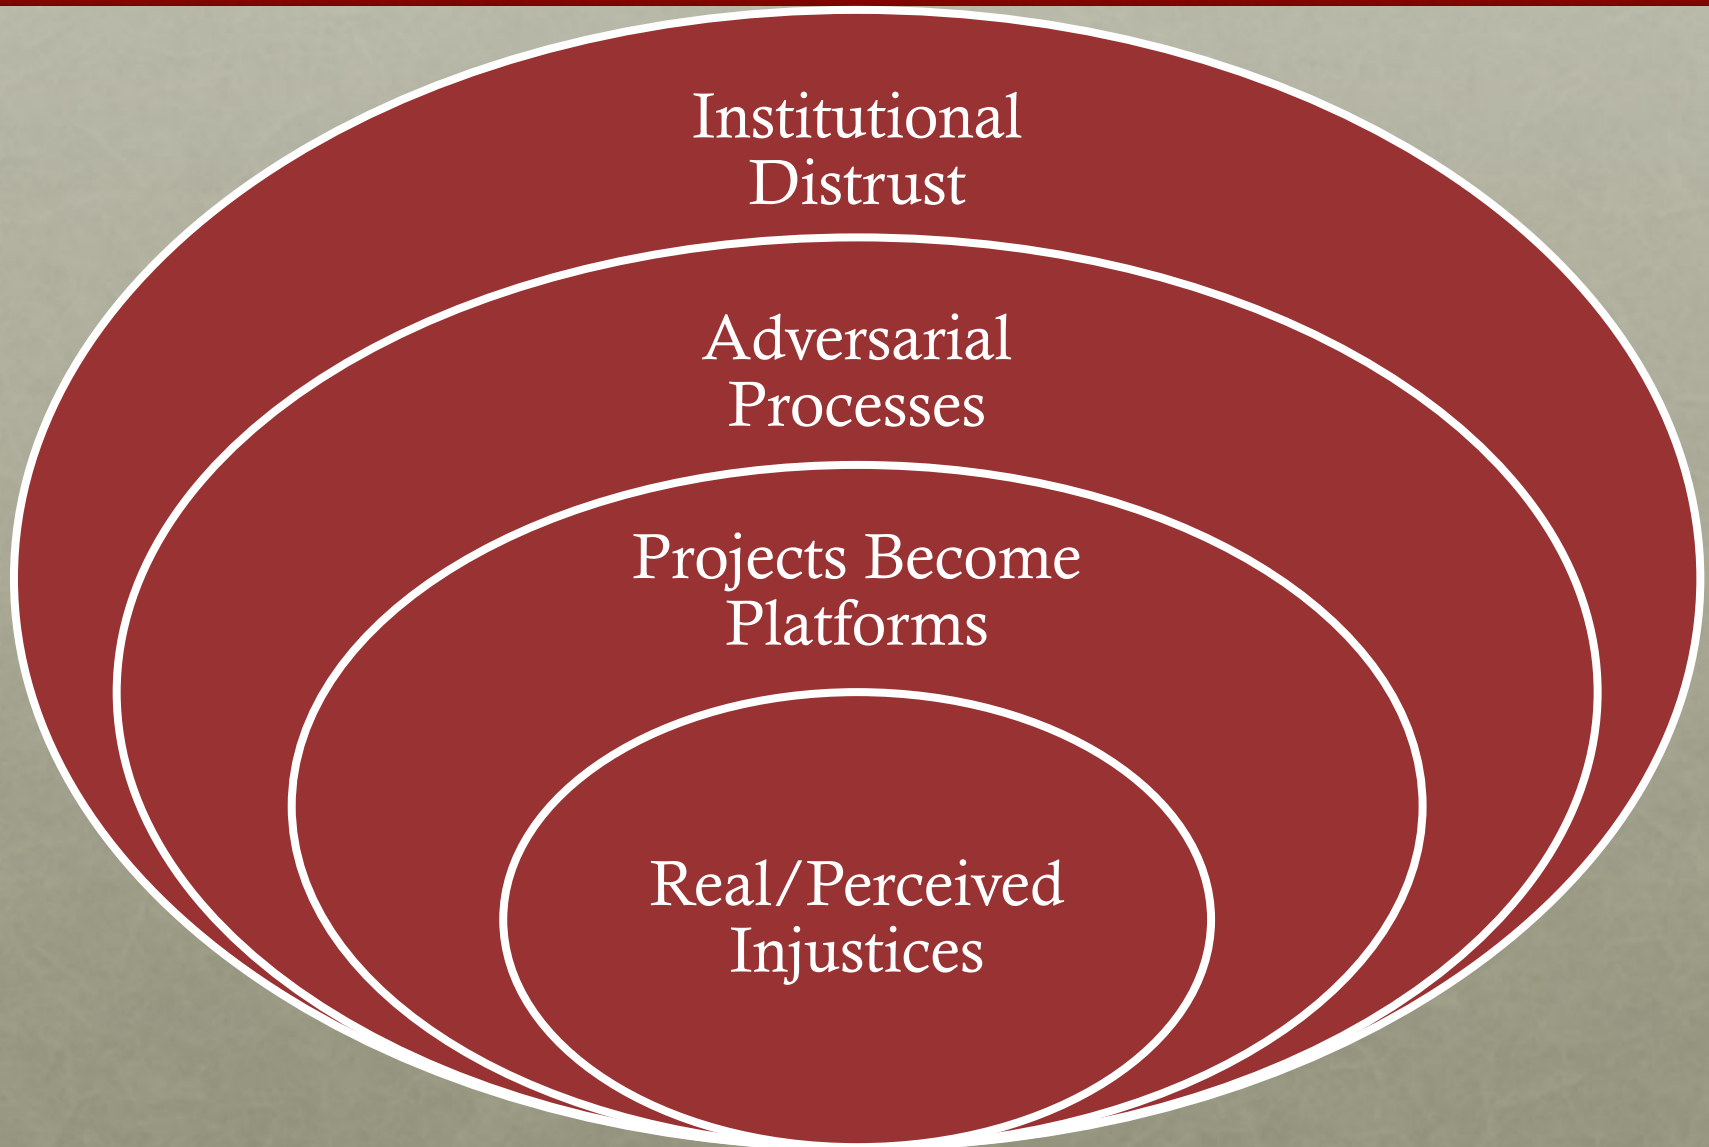 Institutional
Distrust
Adversarial
Processes
Projects Become
Platforms
Real/Perceived
Injustices